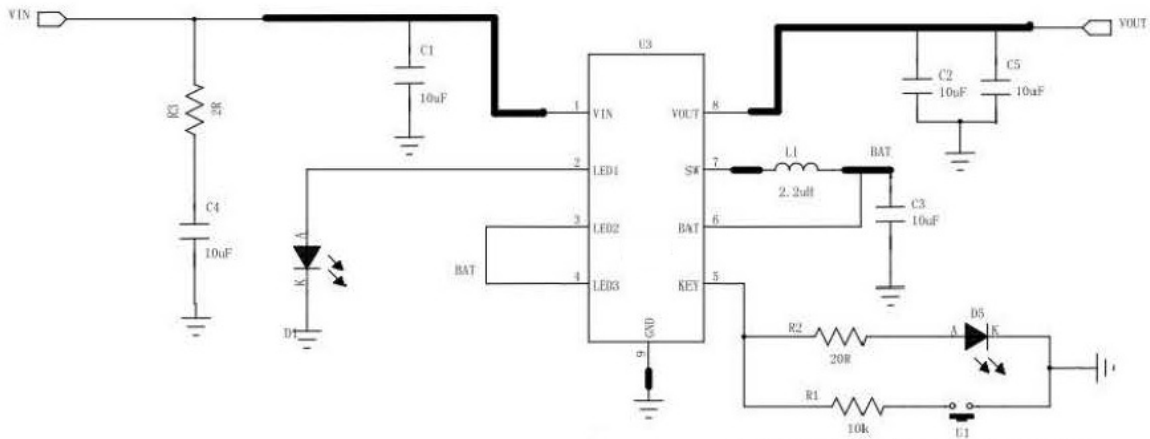 VIN
VOUT
U3
C1
10uF
C2
10uF
C5
10uF
R3
2R
1
VIN
VOUT
8
2
LED1
SW
7
L1
2.2uH
BAT
C4
10uF
3
LED2
BAT
6
C3
10uF
A
K
D1
BAT
4
LED3
KEY
5
GND
9
R2
20R
A
D5
K
R1
10k
U1